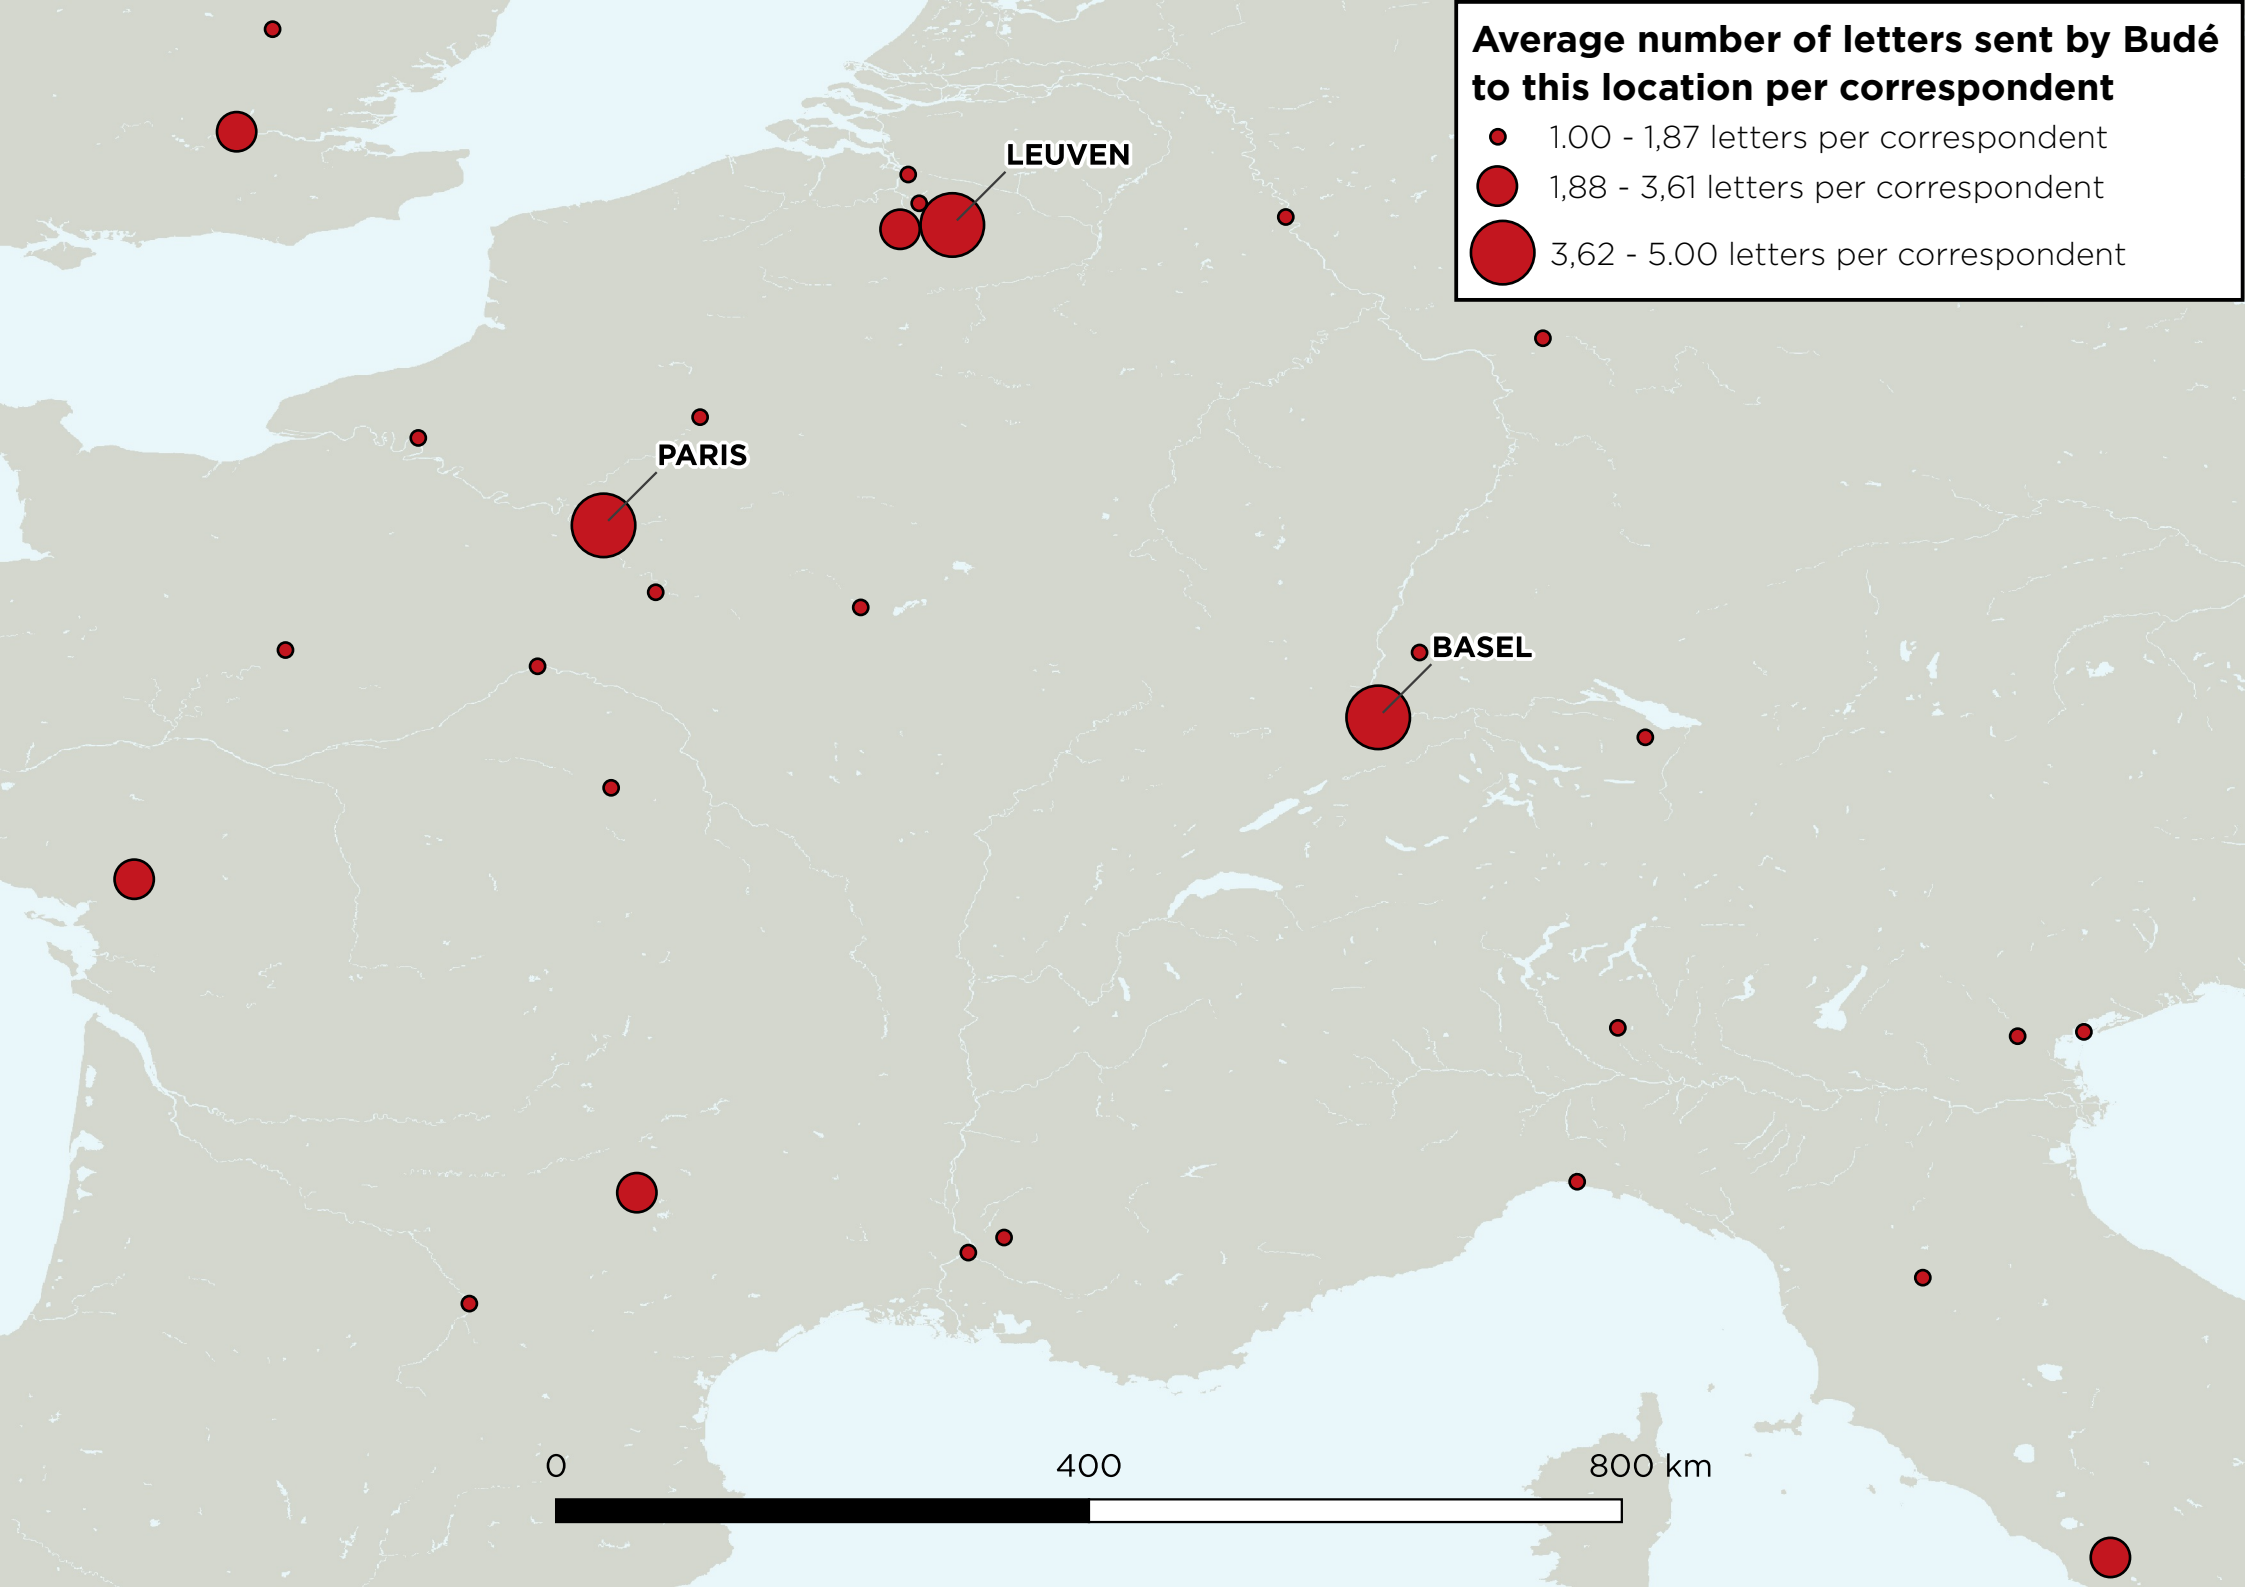 Average number of letters sent by Budé
to this location per correspondent
1.00 - 1,87 letters per correspondent
1,88 - 3,61 letters per correspondent
3,62 - 5.00 letters per correspondent
LEUVEN
PARIS
BASEL
0 400 800 km